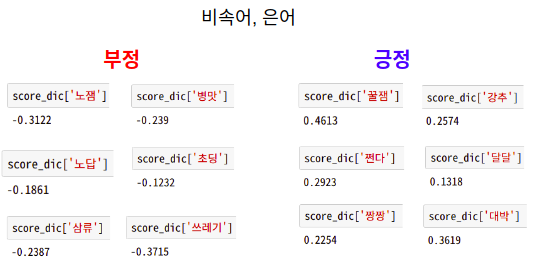 비속어, 은어
부정
긍정
score_dic['노잼']
-0.3122
score_dic['병맛']
-0.239
score_dic['꿀잼']
0.4613
score_dic['강추']
0.2574
score_dic['노답']
-0.1861
score_dic['초딩']
-0.1232
score_dic['쩐다']
0.2923
score_dic['달달']
0.1318
score_dic['삼류']
-0.2387
score_dic['쓰레기']
-0.3715
score_dic['짱짱']
0.2254
score_dic['대박']
0.3619